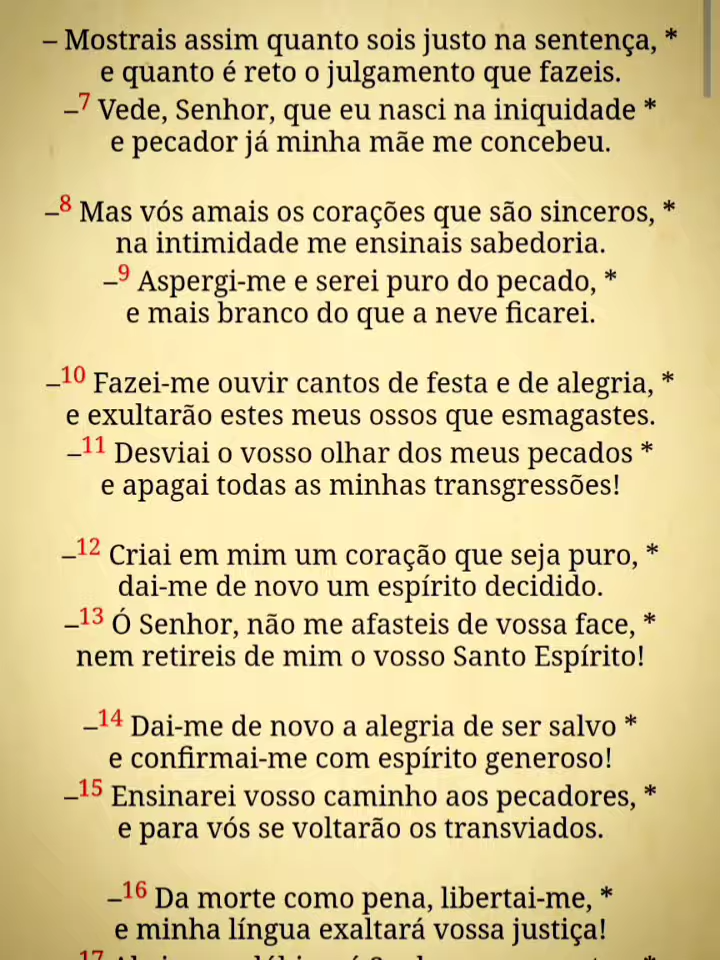 – Mostrais assim quanto sois justo na sentença, *
e quanto é reto o julgamento que fazeis.
–7 Vede, Senhor, que eu nasci na iniquidade *
e pecador já minha mãe me concebeu.
–8 Mas vós amais os corações que são sinceros, *
na intimidade me ensinais sabedoria.
–9 Aspergi-me e serei puro do pecado, *
e mais branco do que a neve ficarei.
–10 Fazei-me ouvir cantos de festa e de alegria, *
e exultarão estes meus ossos que esmagastes.
–11 Desviai o vosso olhar dos meus pecados *
e apagai todas as minhas transgressões!
–12 Criai em mim um coração que seja puro, *
dai-me de novo um espírito decidido.
–13 Ó Senhor, não me afasteis de vossa face, *
nem retireis de mim o vosso Santo Espírito!
–14 Dai-me de novo a alegria de ser salvo *
e confirmai-me com espírito generoso!
–15 Ensinarei vosso caminho aos pecadores, *
e para vós se voltarão os transviados.
–16 Da morte como pena, libertai-me, *
e minha língua exaltará vossa justiça!
17